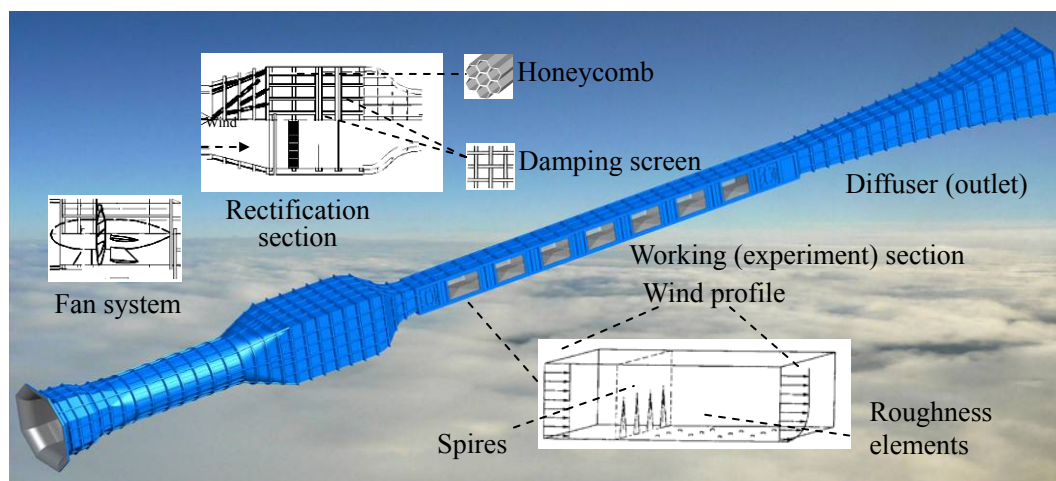 Honeycomb
Wind
Damping screen
Rectification
section
Diffuser (outlet)
Fan system
Working (experiment) section
Wind profile
Spires
Roughness
elements